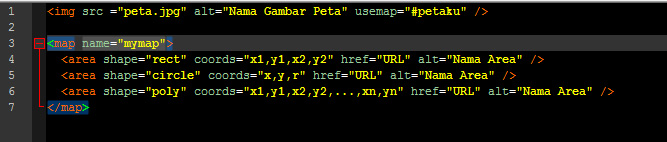 1 <img src ="peta.jpg" alt="Nama Gambar Peta" usemap="#petaku" />
2
3 <map name="mymap">
4 <area shape="rect" coords="x1,y1,x2,y2" href="URL" alt="Nama Area" />
5 <area shape="circle" coords="x,y,r" href="URL" alt="Nama Area" />
6 <area shape="poly" coords="x1,y1,x2,y2,...,xn,yn" href="URL" alt="Nama Area" />
7 </map>